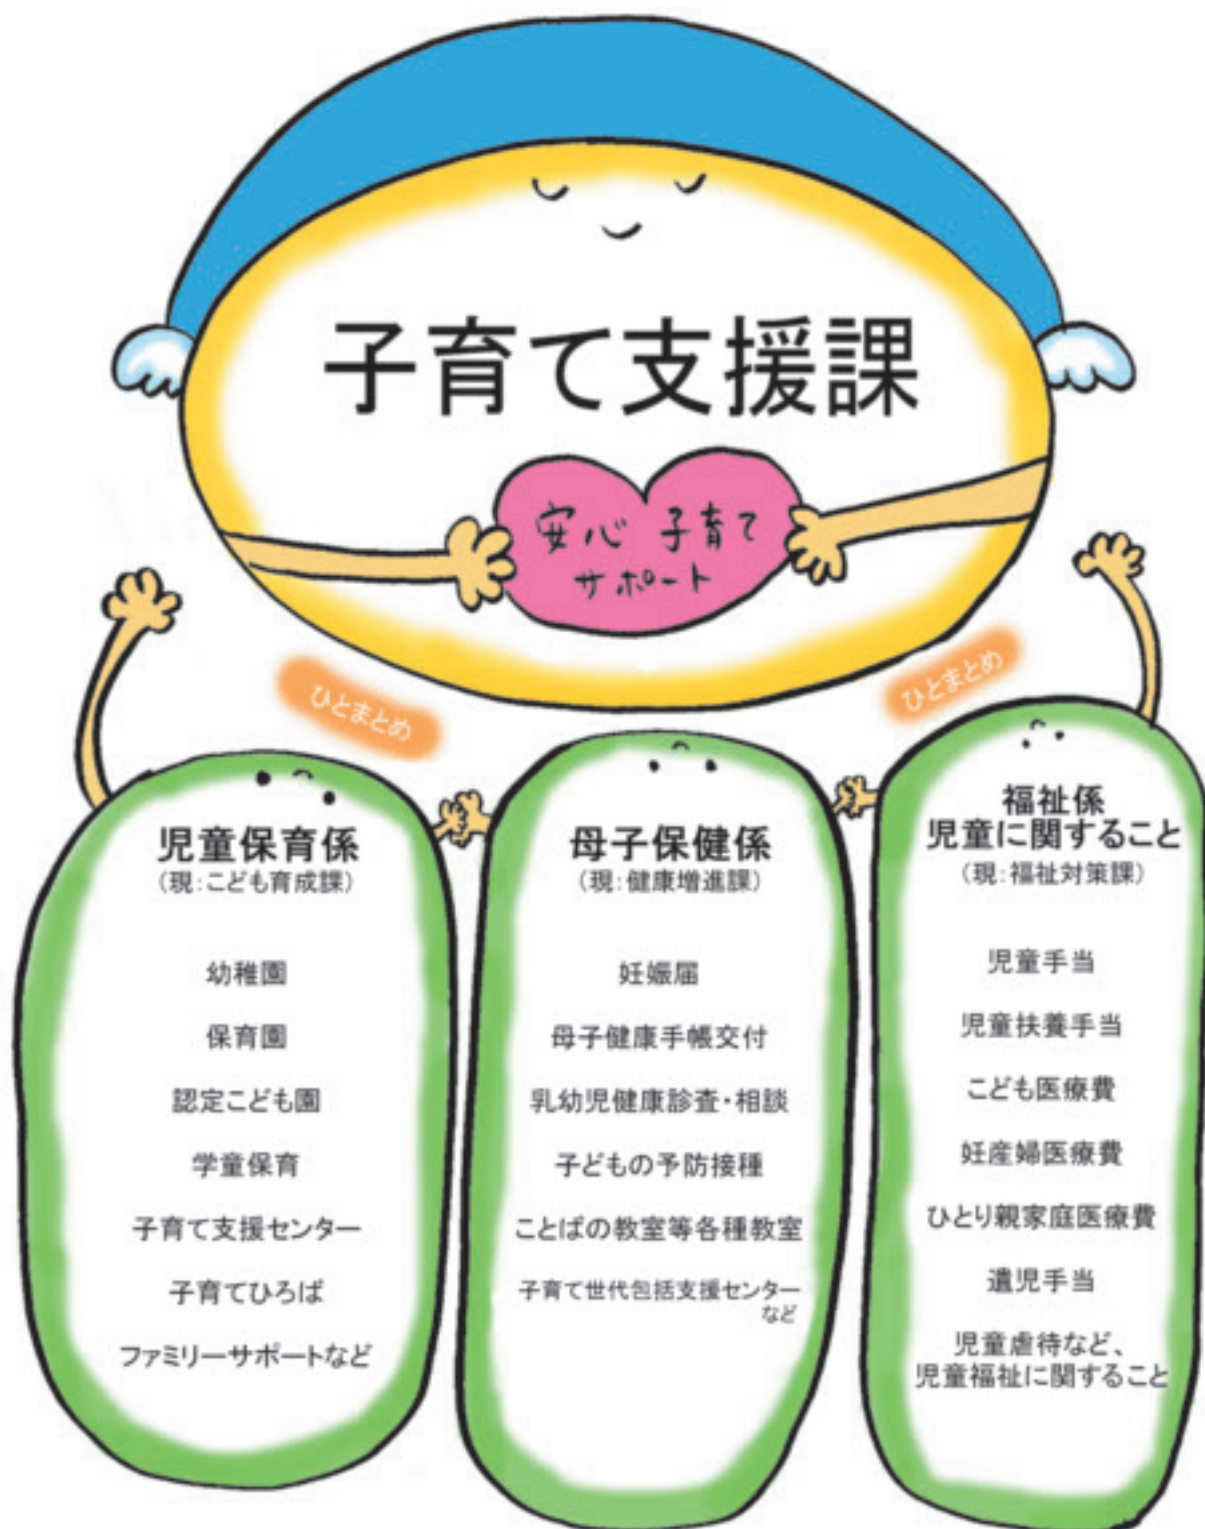 子育て支援課
安心 子育て
サポート
ひとまとめ
ひとまとめ
児童保育係
(現:こども育成課)
幼稚園
保育園
認定こども園
学童保育
子育て支援センター
子育てひろば
ファミリーサポートなど
母子保健係
(現:健康増進課)
妊娠届
母子健康手帳交付
乳幼児健康診査・相談
子どもの予防接種
ことばの教室等各種教室
子育て世代包括支援センター
など
福祉係
児童に関すること
(現:福祉対策課)
児童手当
児童扶養手当
こども医療費
妊産婦医療費
ひとり親家庭医療費
遺児手当
児童虐待など、
児童福祉に関すること